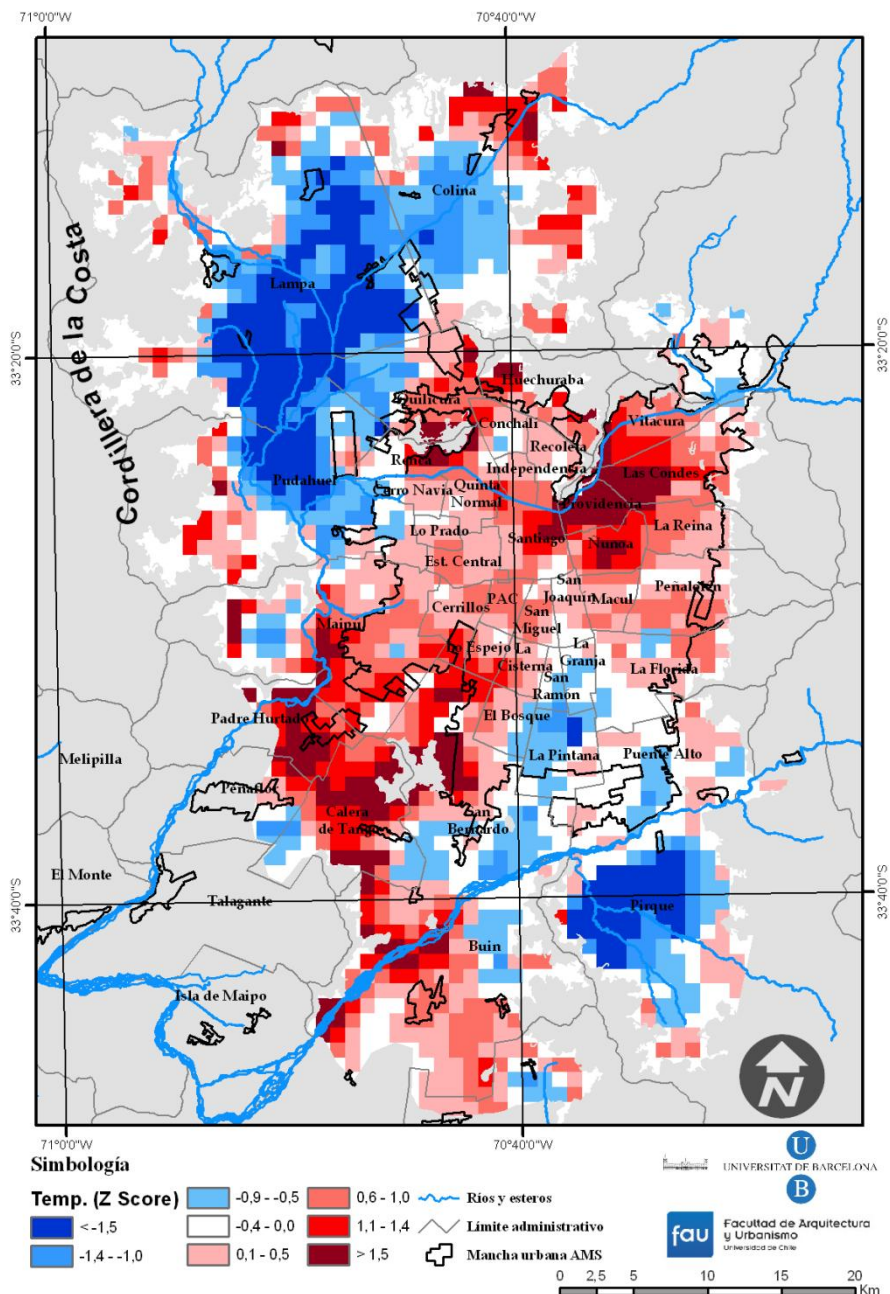 71°0'0"W
70°40'0"W
Cordillera de la Costa
Colina
Lampa
33°20'0"S
33°20'0"S
Huechuraba
Quilicura
Vitacura
Conchalí
Recoleta
Renca
Independencia
Las Condes
Pudahuel
Cerro Navia
Quinta
Normal
Providencia
La Reina
Lo Prado
Santiago
Ñuñoa
Est. Central
San
Joaquín
Peñalolén
Cerrillos
PAC
Macul
San
Miguel
Maipú
Lo Espejo
La
Cisterna
La
Granja
La Florida
San
Ramón
Padre Hurtado
El Bosque
Melipilla
La Pintana
Puente Alto
Peñaflor
Calera
de Tango
San
Bernardo
El Monte
Talagante
33°40'0"S
33°40'0"S
Pirque
Buin
Isla de Maipo
N
71°0'0"W
70°40'0"W
Simbología
Temp. (Z Score)
< -1,5
-1,4 - -1,0
-0,9 - -0,5
-0,4 - 0,0
0,1 - 0,5
0,6 - 1,0
1,1 - 1,4
> 1,5
Ríos y esteros
Límite administrativo
Mancha urbana AMS
U
UNIVERSITAT DE BARCELONA
B
fau
Facultad de Arquitectura
y Urbanismo
Universidad de Chile
0 2,5 5 10 15 20
Km